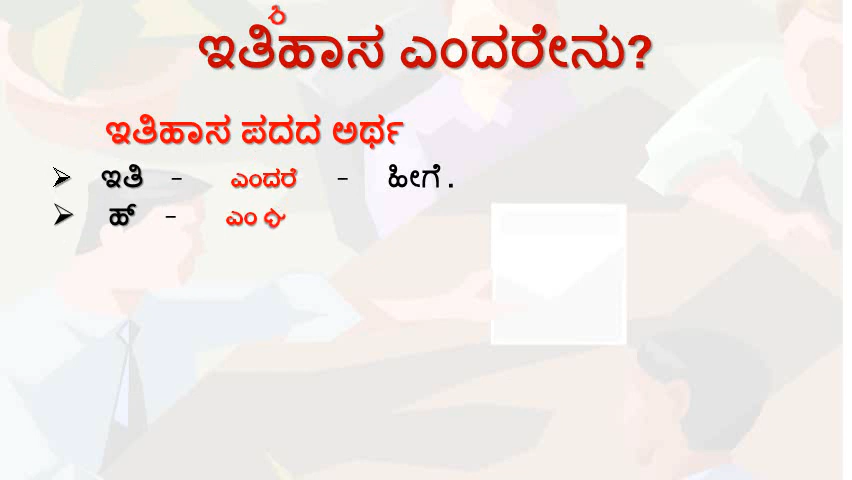 ಇತಿಹಾಸ ಎಂದರೇನು?
ಇತಿಹಾಸ ಪದದ ಅರ್ಥ
➢ ಇತಿ - ಎಂದರೆ - ಹೀಗೆ .
➢ ಹ್ - ಎಂ